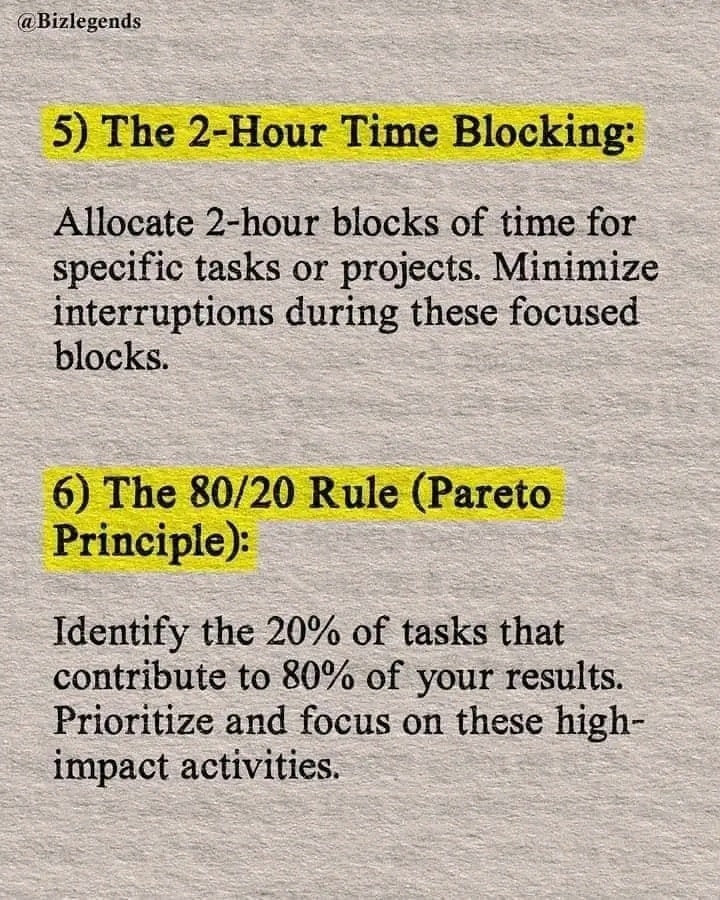 @Bizlegends
5) The 2-Hour Time Blocking:
Allocate 2-hour blocks of time for
specific tasks or projects. Minimize
interruptions during these focused
blocks.
6) The 80/20 Rule (Pareto
Principle):
Identify the 20% of tasks that
contribute to 80% of your results.
Prioritize and focus on these high-
impact activities.